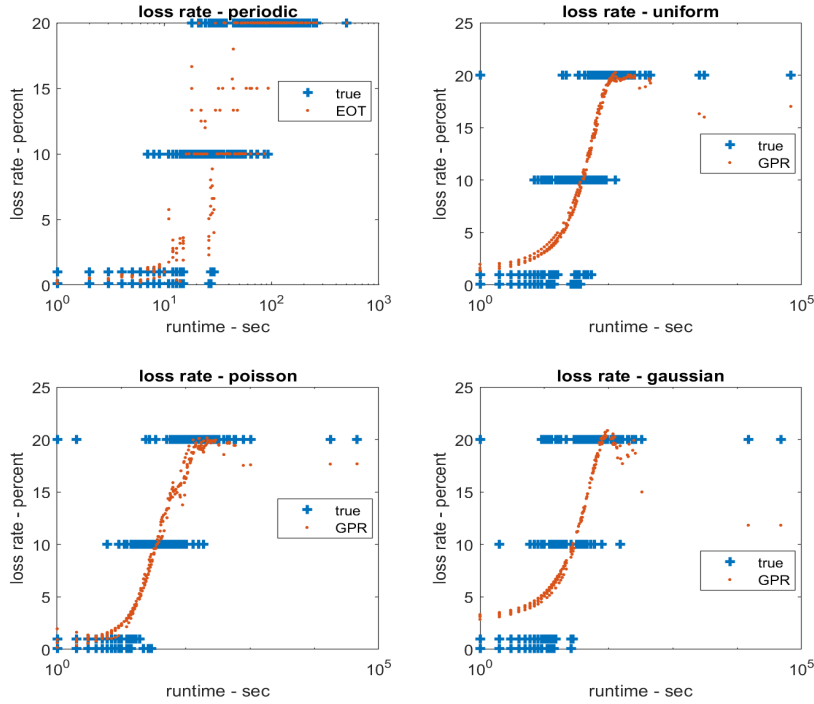 loss rate - periodic
20
15
10
5
0
loss rate - percent
true
EOT
10^0
10^1
10^2
10^3
runtime - sec
loss rate - uniform
25
20
15
10
5
0
loss rate - percent
true
GPR
10^0
10^5
runtime - sec
loss rate - poisson
25
20
15
10
5
0
loss rate - percent
true
GPR
10^0
10^5
runtime - sec
loss rate - gaussian
25
20
15
10
5
0
loss rate - percent
true
GPR
10^0
10^5
runtime - sec